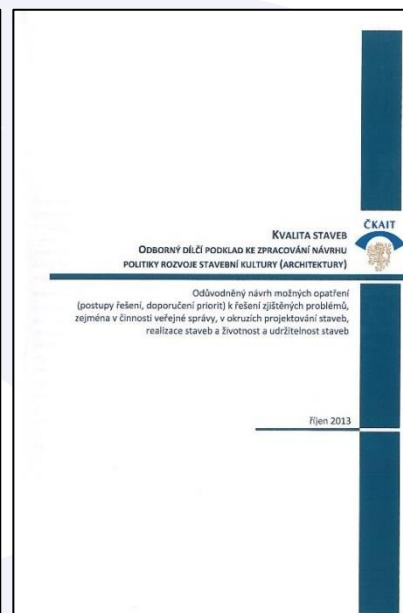 ČKAIT
KVALITA STAVEB
ODBORNÝ DÍLČÍ PODKLAD KE ZPRACOVÁNÍ NÁVRHU
POLITIKY ROZVOJE STAVEBNÍ KULTURY (ARCHITEKTURY)
Odůvodněný návrh možných opatření
(postupy řešení, doporučení priorit) k řešení zjištěných problémů,
zejména v činnosti veřejné správy, v okruzích projektování staveb,
realizace staveb a životnost a udržitelnost staveb
říjen 2013